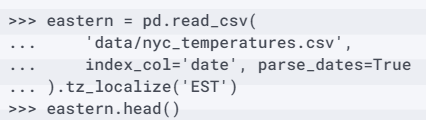 >>> eastern = pd.read_csv(
...     'data/nyc_temperatures.csv',
...     index_col='date', parse_dates=True
... ).tz_localize('EST')
>>> eastern.head()